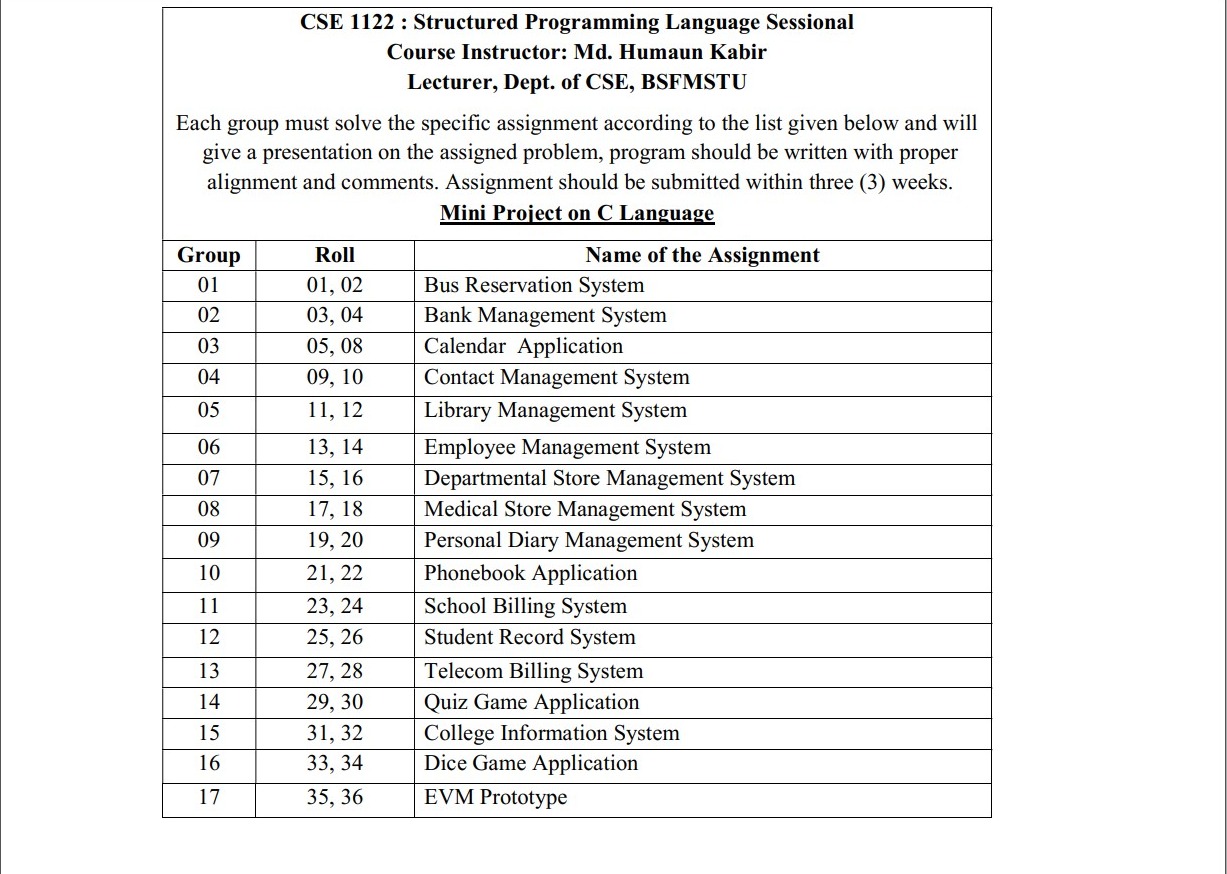 CSE 1122 : Structured Programming Language Sessional
Course Instructor: Md. Humaun Kabir
Lecturer, Dept. of CSE, BSFMSTU
Each group must solve the specific assignment according to the list given below and will
give a presentation on the assigned problem, program should be written with proper
alignment and comments. Assignment should be submitted within three (3) weeks.
Mini Project on C Language
Group Roll Name of the Assignment
01 01, 02 Bus Reservation System
02 03, 04 Bank Management System
03 05, 08 Calendar Application
04 09, 10 Contact Management System
05 11, 12 Library Management System
06 13, 14 Employee Management System
07 15, 16 Departmental Store Management System
08 17, 18 Medical Store Management System
09 19, 20 Personal Diary Management System
10 21, 22 Phonebook Application
11 23, 24 School Billing System
12 25, 26 Student Record System
13 27, 28 Telecom Billing System
14 29, 30 Quiz Game Application
15 31, 32 College Information System
16 33, 34 Dice Game Application
17 35, 36 EVM Prototype